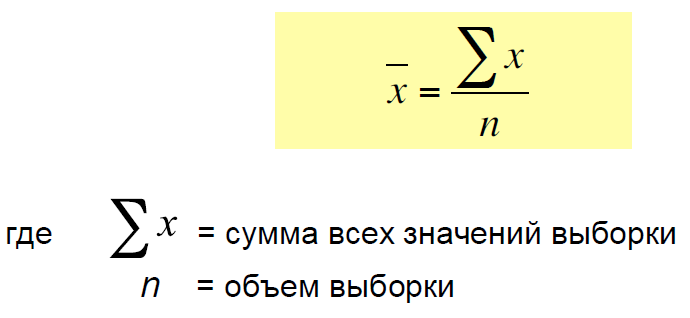 x̄ = ∑x / n
где ∑x = сумма всех значений выборки
n = объем выборки